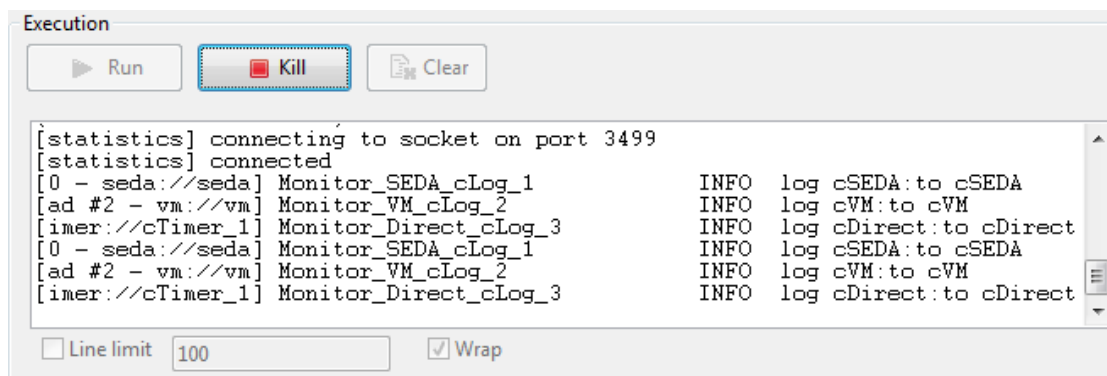 Execution
Run Kill Clear
[statistics] connecting to socket on port 3499
[statistics] connected
[0 - seda://seda] Monitor_SEDA_cLog_1 INFO log cSEDA:to cSEDA
[ad #2 - vm://vm] Monitor_VM_cLog_2 INFO log cVM:to cVM
[imer://cTimer_1] Monitor_Direct_cLog_3 INFO log cDirect:to cDirect
[0 - seda://seda] Monitor_SEDA_cLog_1 INFO log cSEDA:to cSEDA
[ad #2 - vm://vm] Monitor_VM_cLog_2 INFO log cVM:to cVM
[imer://cTimer_1] Monitor_Direct_cLog_3 INFO log cDirect:to cDirect
Line limit 100 Wrap